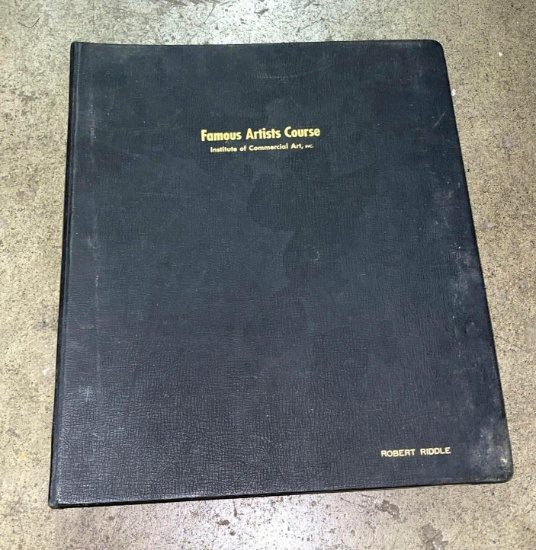 Famous Artists Course
Institute of Commercial Art, INC.
ROBERT RIDDLE